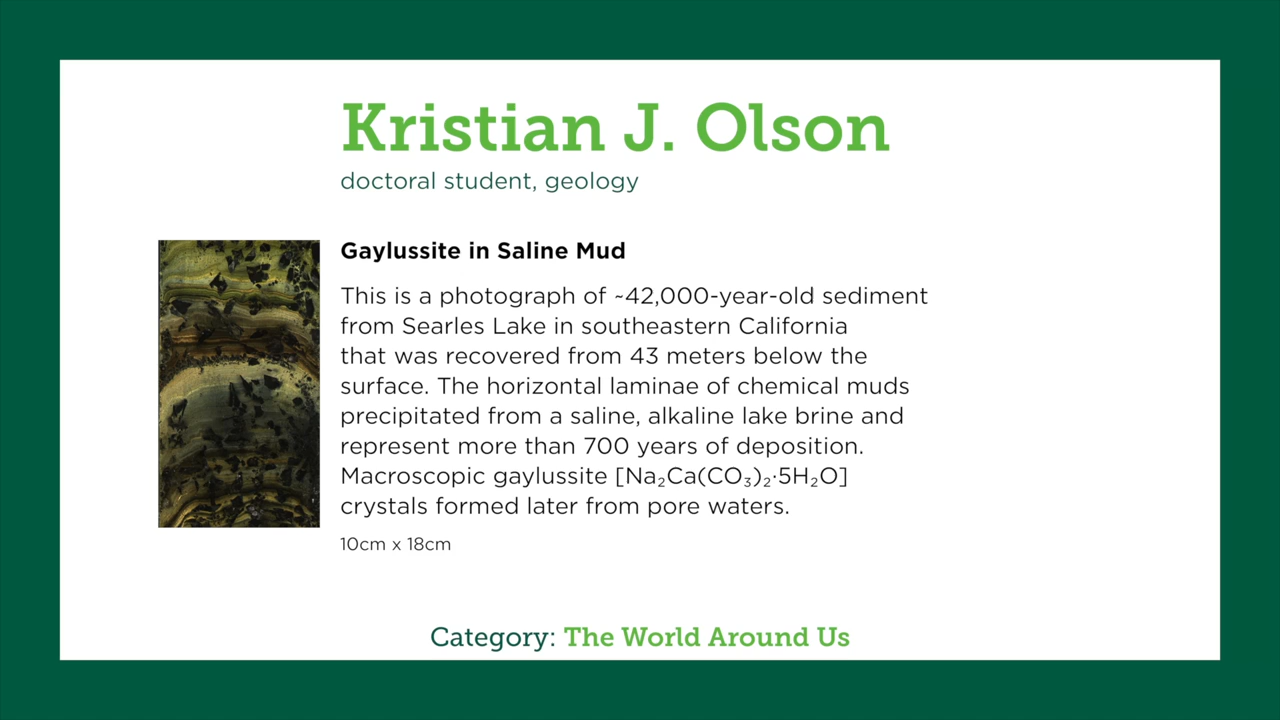 Kristian J. Olson
doctoral student, geology
Gaylussite in Saline Mud
This is a photograph of ~42,000-year-old sediment
from Searles Lake in southeastern California
that was recovered from 43 meters below the
surface. The horizontal laminae of chemical muds
precipitated from a saline, alkaline lake brine and
represent more than 700 years of deposition.
Macroscopic gaylussite [Na₂Ca(CO₃)₂·5H₂O]
crystals formed later from pore waters.
10cm x 18cm
Category: The World Around Us